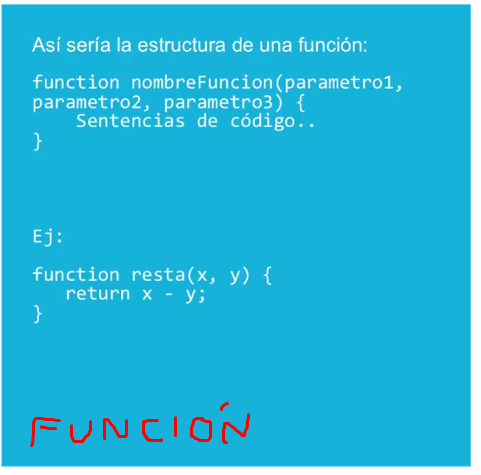 Así sería la estructura de una función:
function nombreFuncion(parametro1,
parametro2, parametro3) {
    Sentencias de código..
}
Ej:
function resta(x, y) {
   return x - y;
}
FUNCIÓN